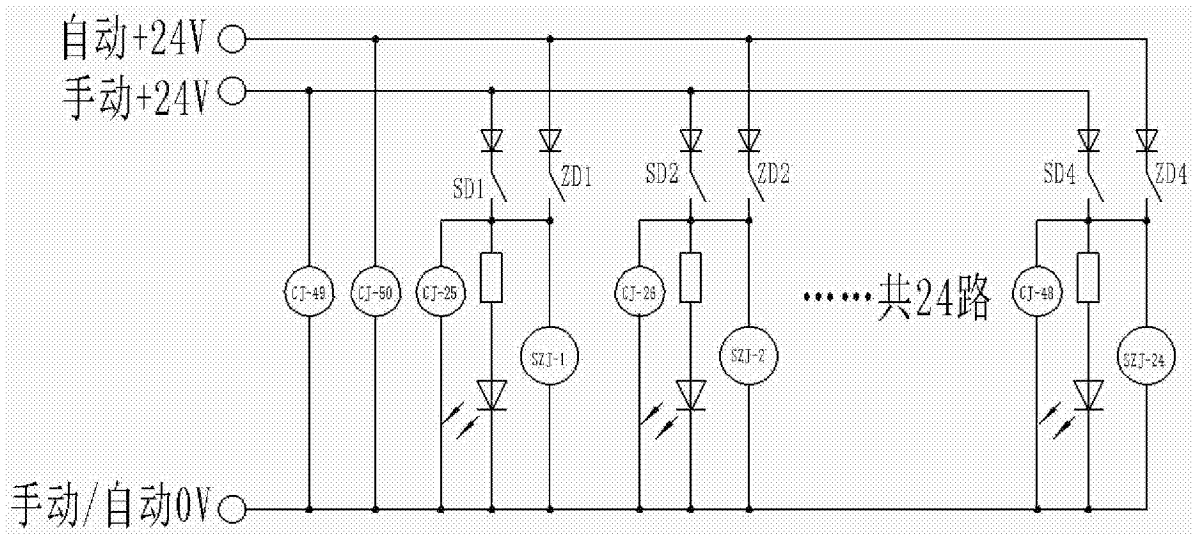 自动+24V
手动+24V
SD1
ZD1
SD2
ZD2
SD4
ZD4
CJ-49
CJ-50
CJ-25
CJ-26
……共24路
CJ-48
SZJ-1
SZJ-2
SZJ-24
手动/自动0V